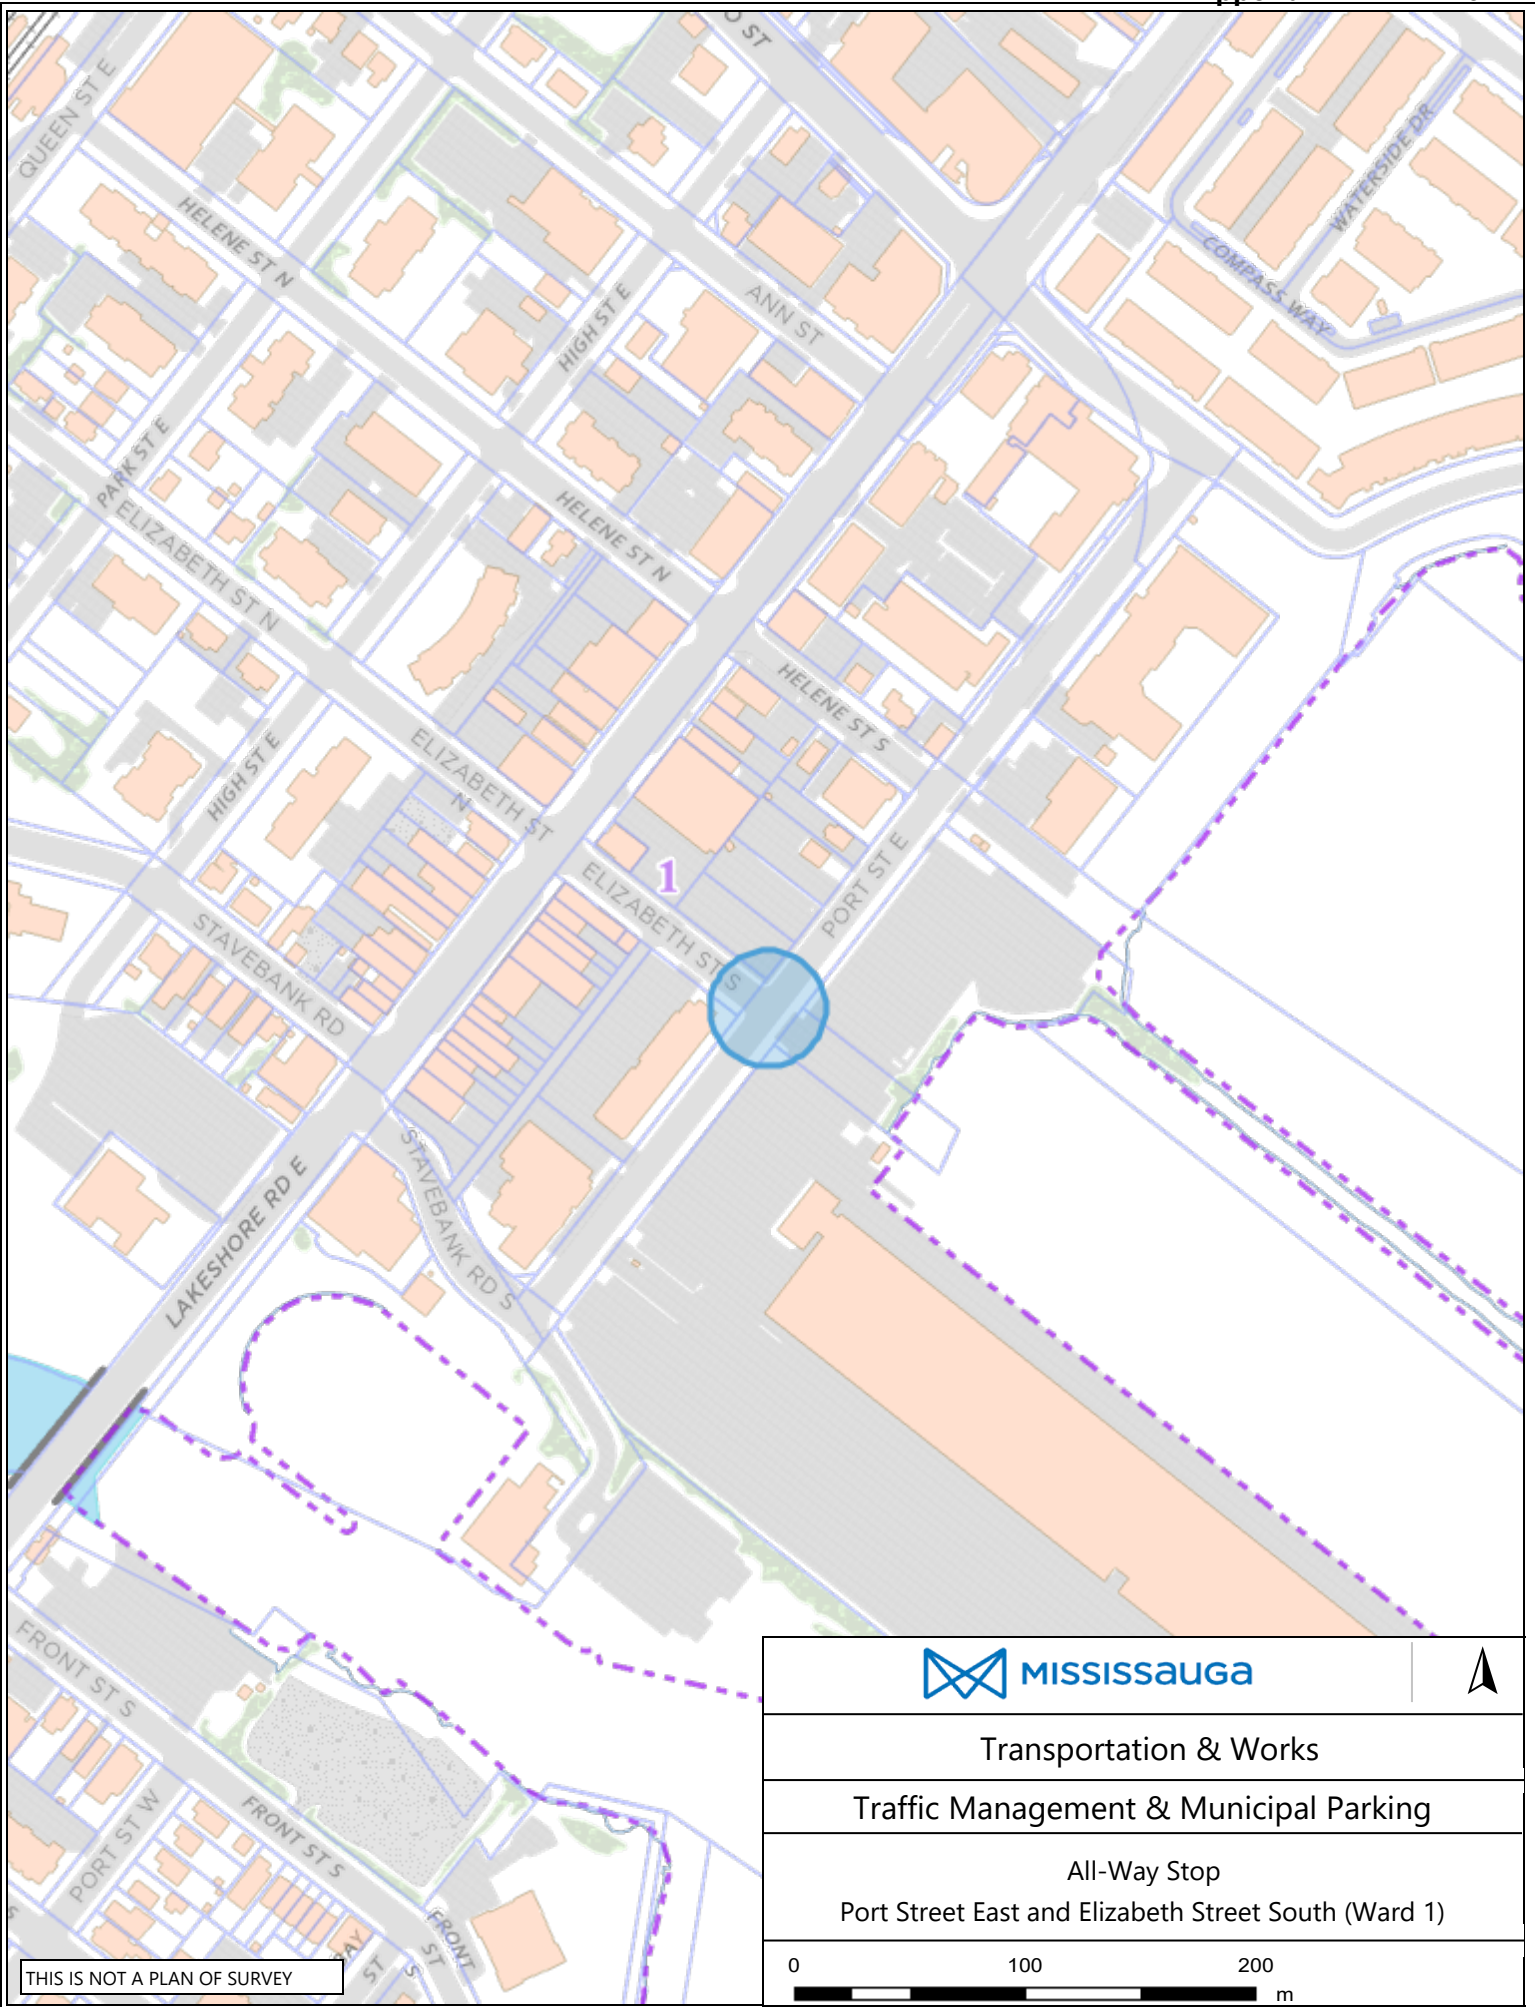 QUEEN ST E
HELENE ST N
HIGH ST E
ANN ST
WATERSIDE DR
COMPASS WAY
PARK ST E
ELIZABETH ST N
HELENE ST N
HELENE ST S
HIGH ST E
ELIZABETH ST
N
1
ELIZABETH ST S
PORT ST E
STAVEBANK RD
STAVEBANK RD S
LAKESHORE RD E
FRONT ST S
PORT ST W
FRONT ST S
FRONT
ST
ST
S
S
THIS IS NOT A PLAN OF SURVEY
MISSISSAUGA
Transportation & Works
Traffic Management & Municipal Parking
All-Way Stop
Port Street East and Elizabeth Street South (Ward 1)
0 100 200
m